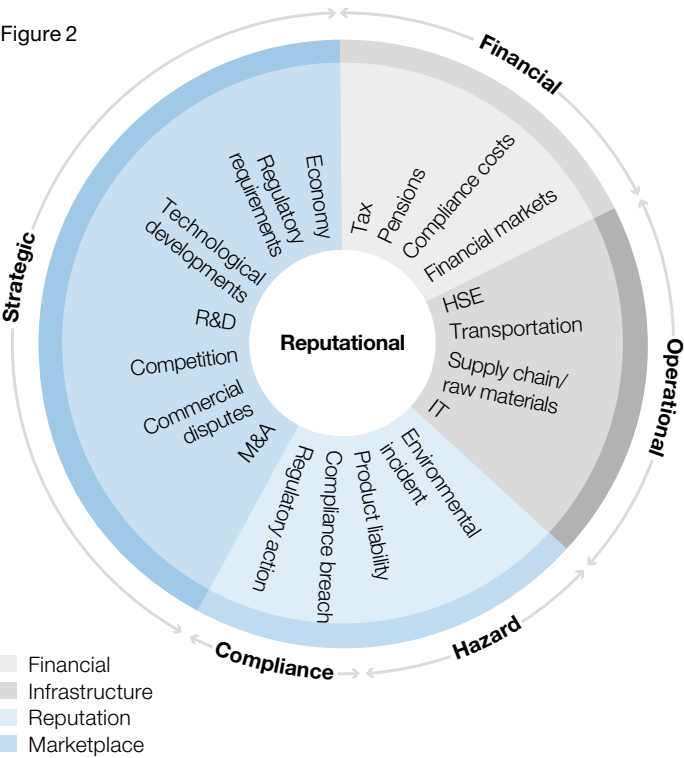 Figure 2
Financial
Tax
Pensions
Compliance costs
Financial markets
Operational
HSE
Transportation
Supply chain/
raw materials
IT
Hazard
Environmental
incident
Product liability
Compliance
Compliance breach
Regulatory action
Strategic
M&A
Commercial
disputes
Competition
R&D
Technological
developments
Regulatory
requirements
Economy
Reputational
Financial
Infrastructure
Reputation
Marketplace